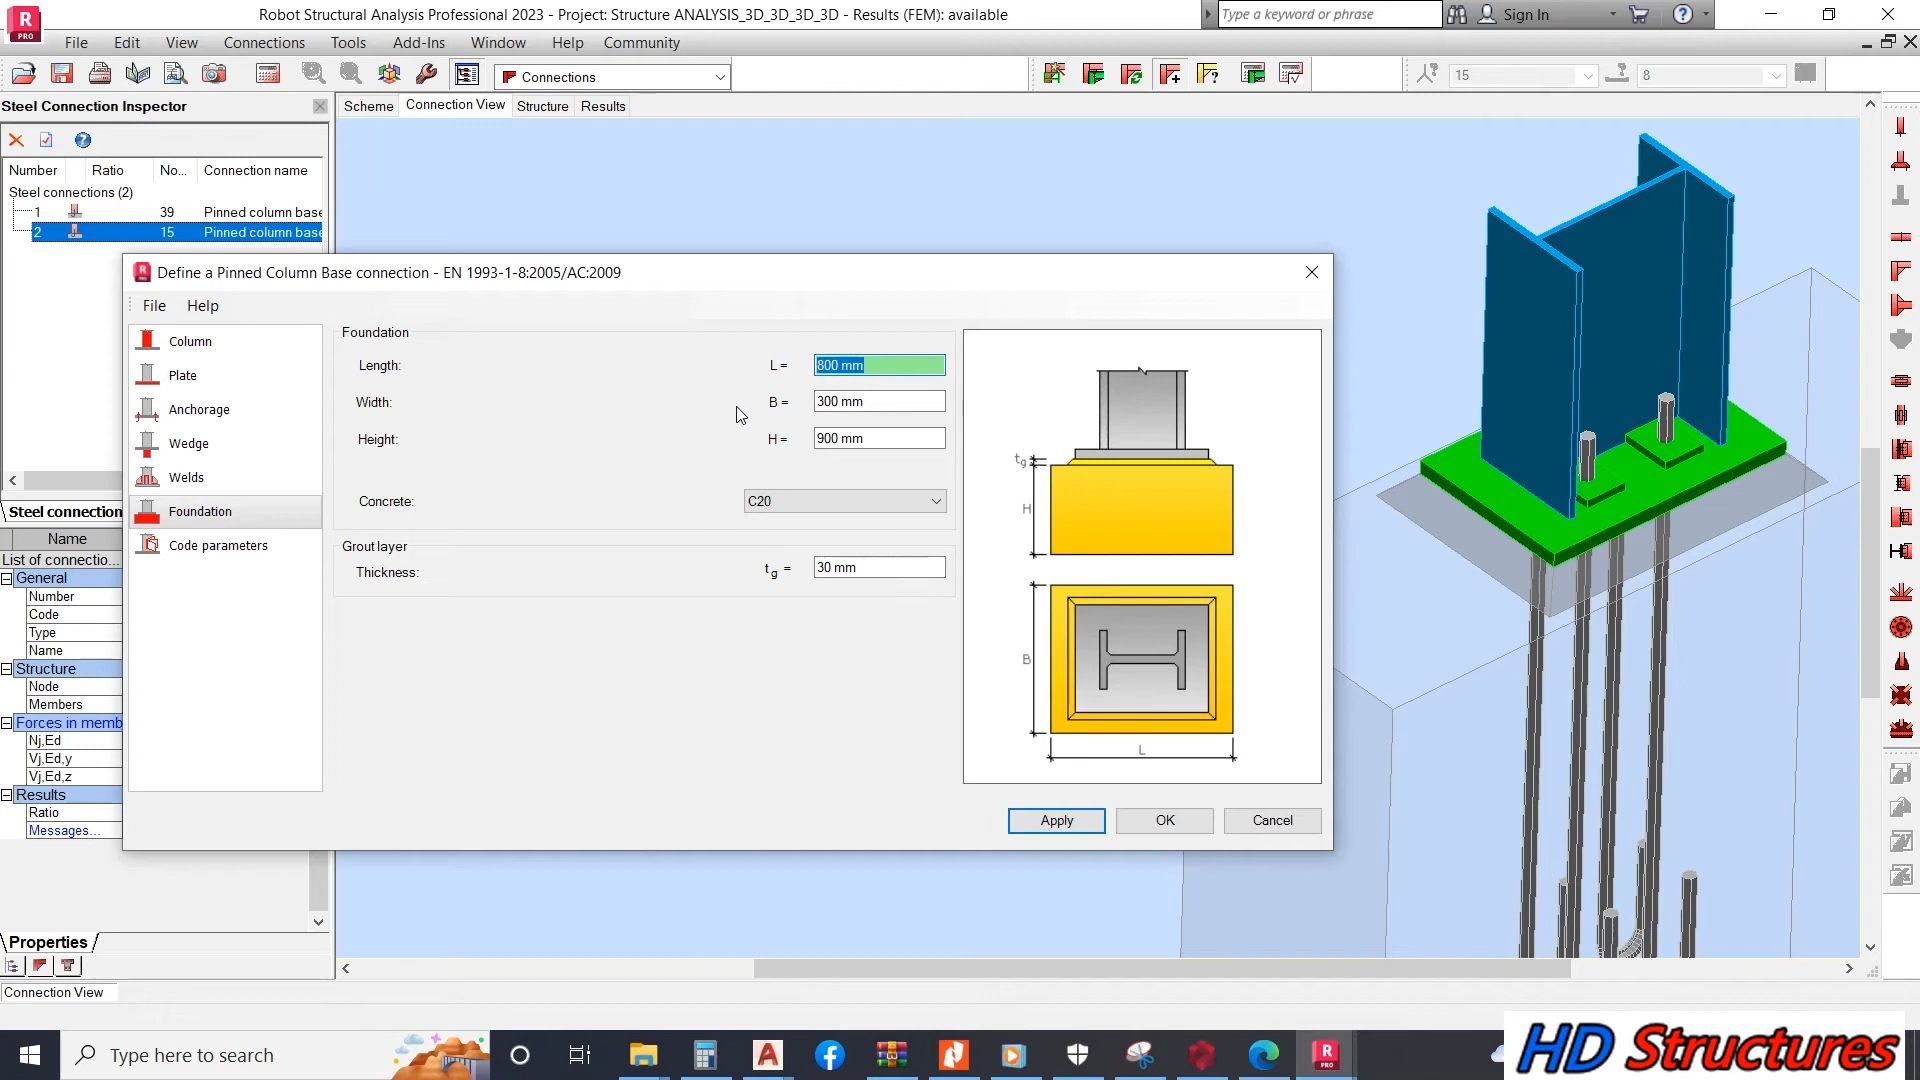 Robot Structural Analysis Professional 2023 - Project: Structure ANALYSIS_3D_3D_3D_3D - Results (FEM): available
Type a keyword or phrase
Sign In
R
PRO
File Edit View Connections Tools Add-Ins Window Help Community
Connections
15
8
Steel Connection Inspector
Scheme Connection View Structure Results
Number Ratio No... Connection name
Steel connections (2)
1 39 Pinned column base
2 15 Pinned column base
Define a Pinned Column Base connection - EN 1993-1-8:2005/AC:2009
File Help
Column
Plate
Anchorage
Wedge
Welds
Foundation
Code parameters
Foundation
Length: L = 800 mm
Width: B = 300 mm
Height: H = 900 mm
Concrete: C20
Grout layer
Thickness: tg = 30 mm
tg
H
B
L
Apply OK Cancel
Steel connection
Name
List of connectio...
General
Number
Code
Type
Name
Structure
Node
Members
Forces in memb
Nj,Ed
Vj,Ed,y
Vj,Ed,z
Results
Ratio
Messages...
Properties
Connection View
Type here to search
R
PRO
HD Structures